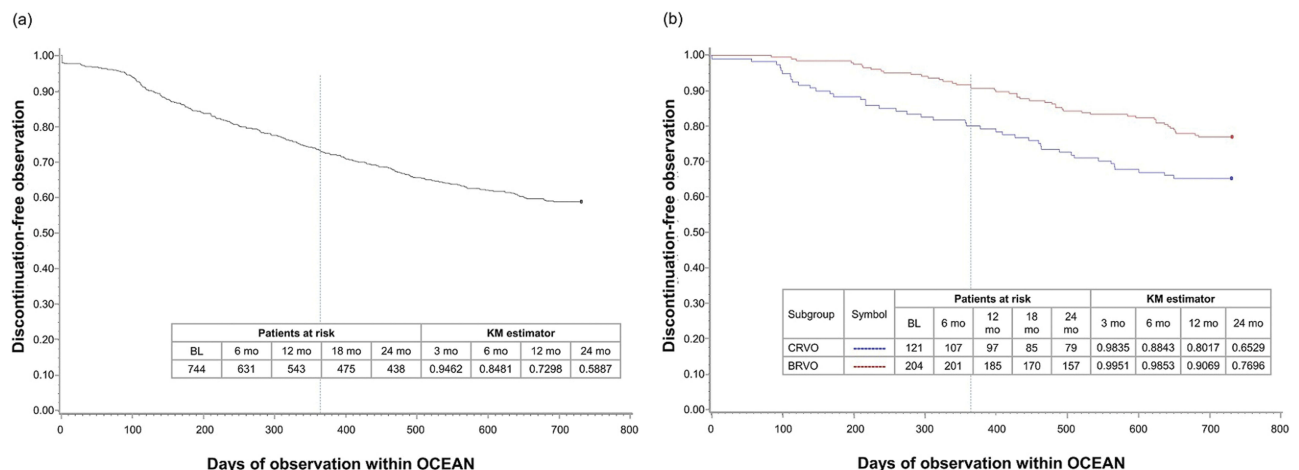 (a)
Discontinuation-free observation
1.00
0.90
0.80
0.70
0.60
0.50
0.40
0.30
0.20
0.10
0.00
Patients at risk KM estimator
BL 6 mo 12 mo 18 mo 24 mo 3 mo 6 mo 12 mo 24 mo
744 631 543 475 438 0.9462 0.8481 0.7298 0.5887
0 100 200 300 400 500 600 700 800
Days of observation within OCEAN
(b)
Discontinuation-free observation
1.00
0.90
0.80
0.70
0.60
0.50
0.40
0.30
0.20
0.10
0.00
Subgroup Symbol Patients at risk KM estimator
BL 6 mo 12 mo 18 mo 24 mo 3 mo 6 mo 12 mo 24 mo
CRVO 121 107 97 85 79 0.9835 0.8843 0.8017 0.6529
BRVO 204 201 185 170 157 0.9951 0.9853 0.9069 0.7696
0 100 200 300 400 500 600 700 800
Days of observation within OCEAN